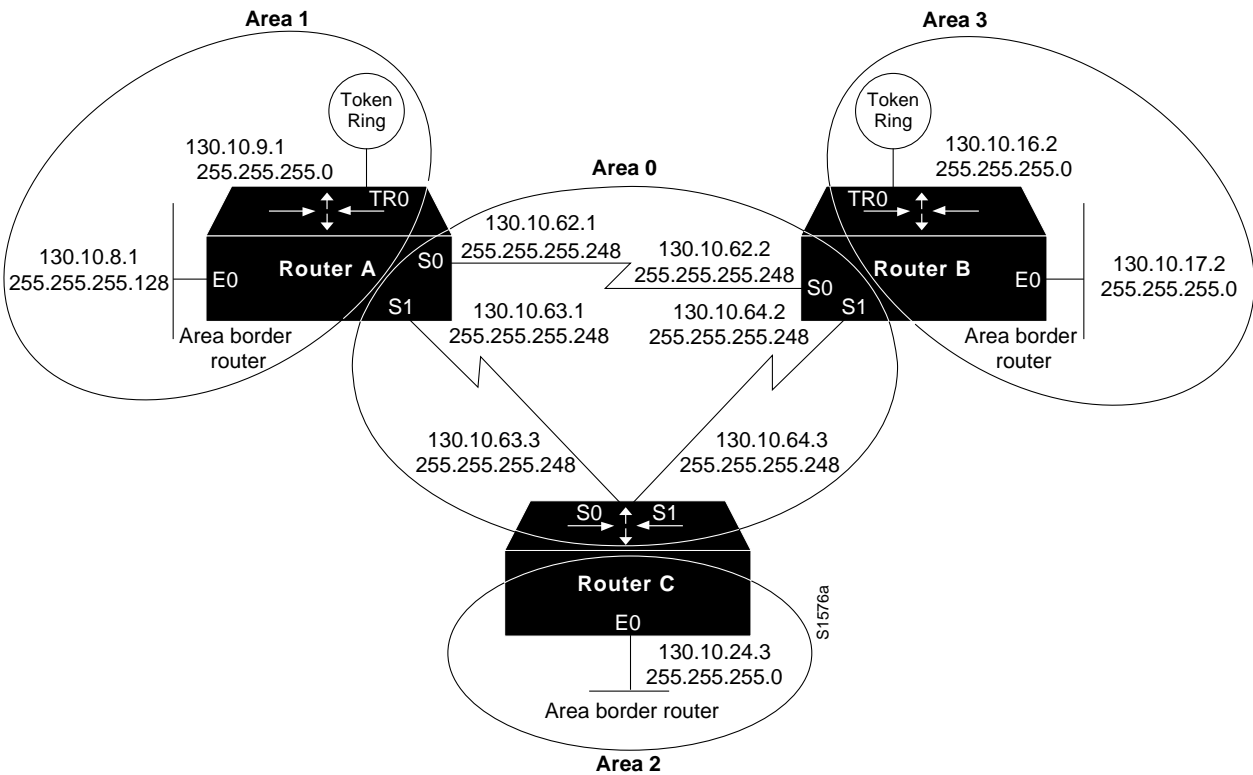 Area 1
Area 3
Token
Ring
Token
Ring
130.10.9.1
255.255.255.0
130.10.16.2
255.255.255.0
Area 0
TR0
TR0
130.10.62.1
255.255.255.248
130.10.62.2
255.255.255.248
130.10.8.1
255.255.255.128
E0
Router A
S0
S1
S0
Router B
S1
E0
130.10.17.2
255.255.255.0
Area border
router
130.10.63.1
255.255.255.248
130.10.64.2
255.255.255.248
Area border
router
130.10.63.3
255.255.255.248
130.10.64.3
255.255.255.248
S0
S1
Router C
E0
S1576a
130.10.24.3
255.255.255.0
Area border router
Area 2